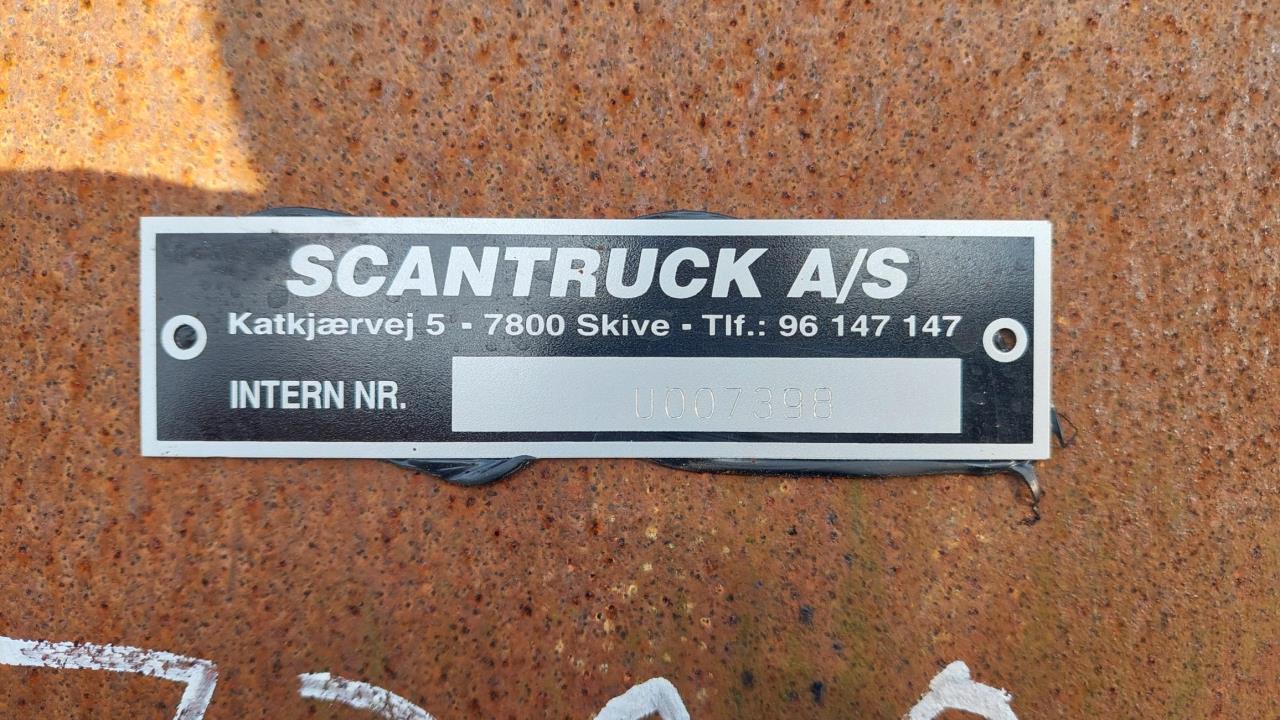 SCANTRUCK A/S
Katkjærvej 5 - 7800 Skive - Tlf.: 96 147 147
INTERN NR. U007398